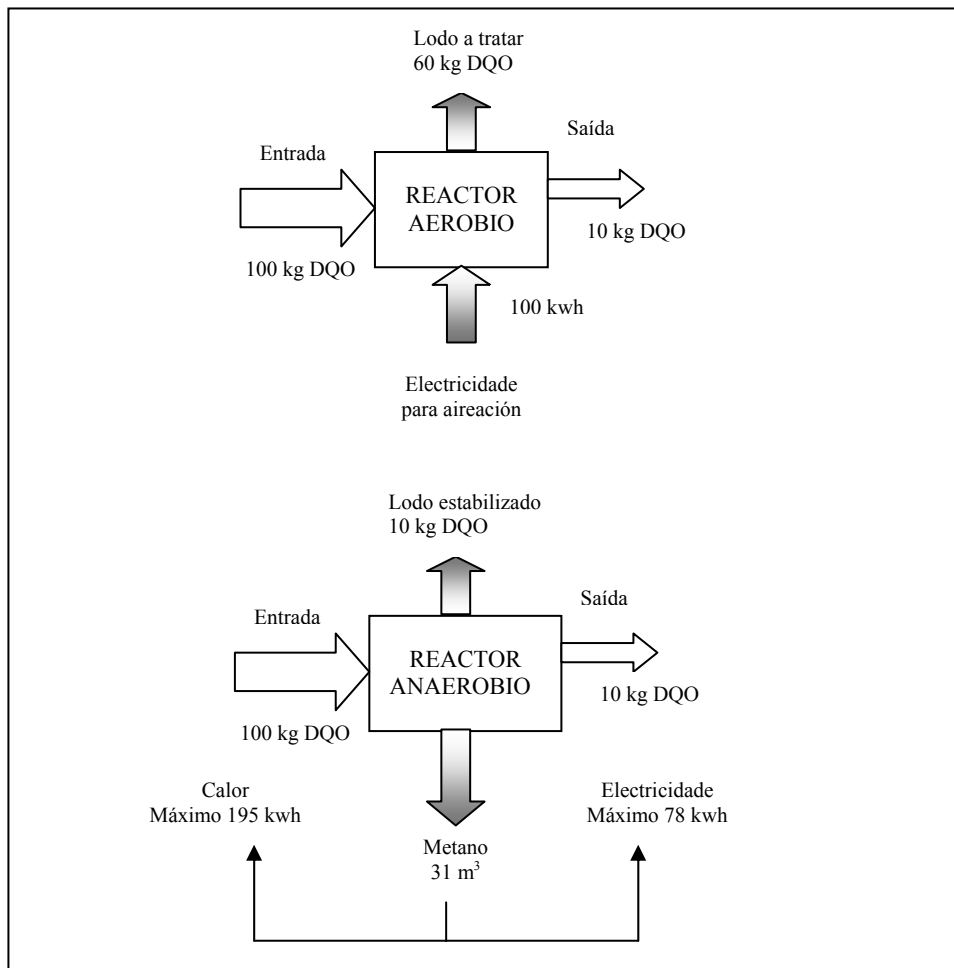 Lodo a tratar
60 kg DQO
Entrada
Saída
REACTOR
AEROBIO
100 kg DQO
10 kg DQO
100 kwh
Electricidade
para aireación
Lodo estabilizado
10 kg DQO
Entrada
Saída
REACTOR
ANAEROBIO
100 kg DQO
10 kg DQO
Calor
Máximo 195 kwh
Electricidade
Máximo 78 kwh
Metano
31 m³